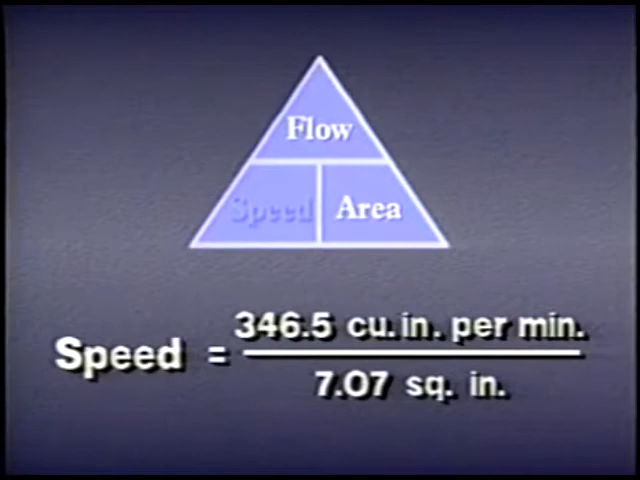 Flow
Speed Area
Speed = 346.5 cu. in. per min.
7.07 sq. in.